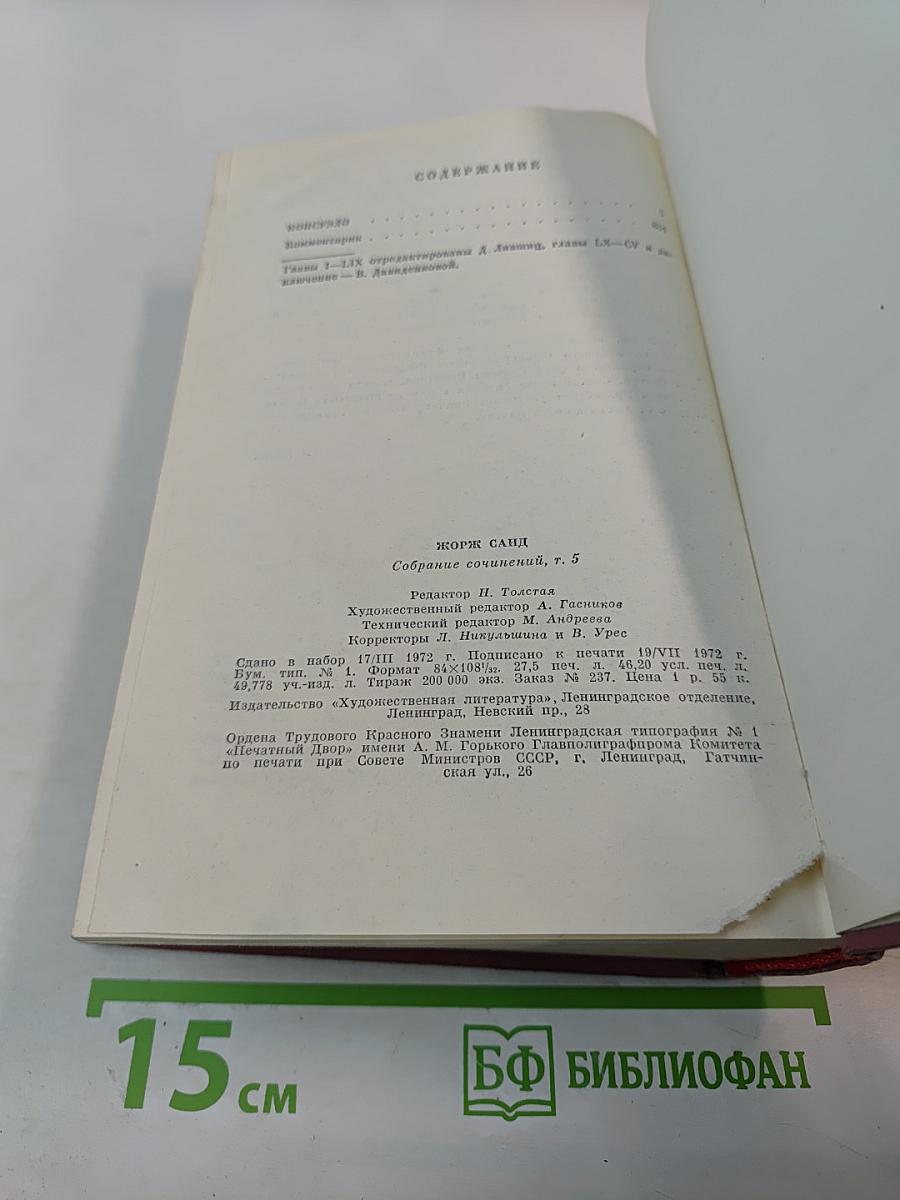 СОДЕРЖАНИЕ
КОНСУЭЛО . . . . . . . . . . . . . . . . .
Комментарии . . . . . . . . . . . . . . . . .
Главы I—LIX отредактированы Д. Лившиц, главы LX—CV и за-
ключение — В. Давиденковой.
ЖОРЖ САНД
Собрание сочинений, т. 5
Редактор Н. Толстая
Художественный редактор А. Гасников
Технический редактор М. Андреева
Корректоры Л. Никульшина и В. Урес
Сдано в набор 17/III 1972 г. Подписано к печати 19/VII 1972 г.
Бум. тип. № 1. Формат 84×108¹/₃₂. 27,5 печ. л. 46,20 усл. печ. л.
49,778 уч.-изд. л. Тираж 200 000 экз. Заказ № 237. Цена 1 р. 55 к.
Издательство «Художественная литература», Ленинградское отделение,
Ленинград, Невский пр., 28
Ордена Трудового Красного Знамени Ленинградская типография № 1
«Печатный Двор» имени А. М. Горького Главполиграфпрома Комитета
по печати при Совете Министров СССР, г. Ленинград, Гатчин-
ская ул., 26
15 см
БФ БИБЛИОФАН